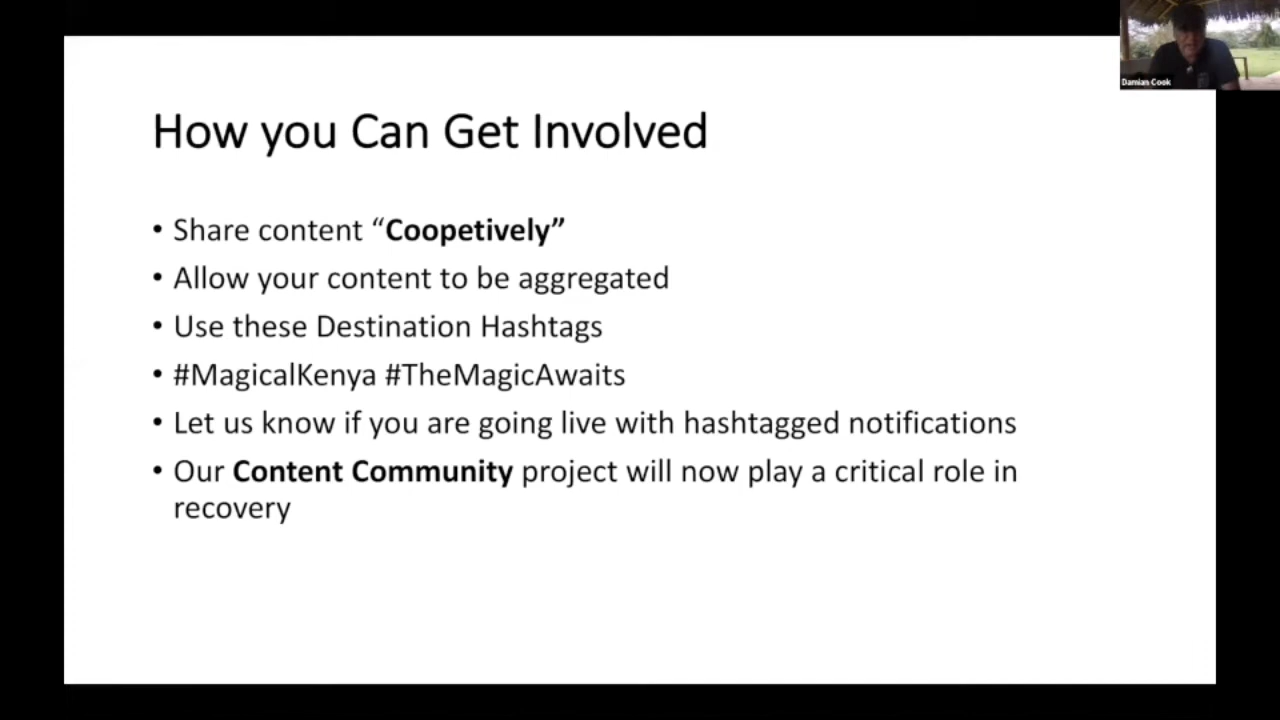 Damian Cook
How you Can Get Involved
• Share content “Coopetively”
• Allow your content to be aggregated
• Use these Destination Hashtags
• #MagicalKenya #TheMagicAwaits
• Let us know if you are going live with hashtagged notifications
• Our Content Community project will now play a critical role in
recovery